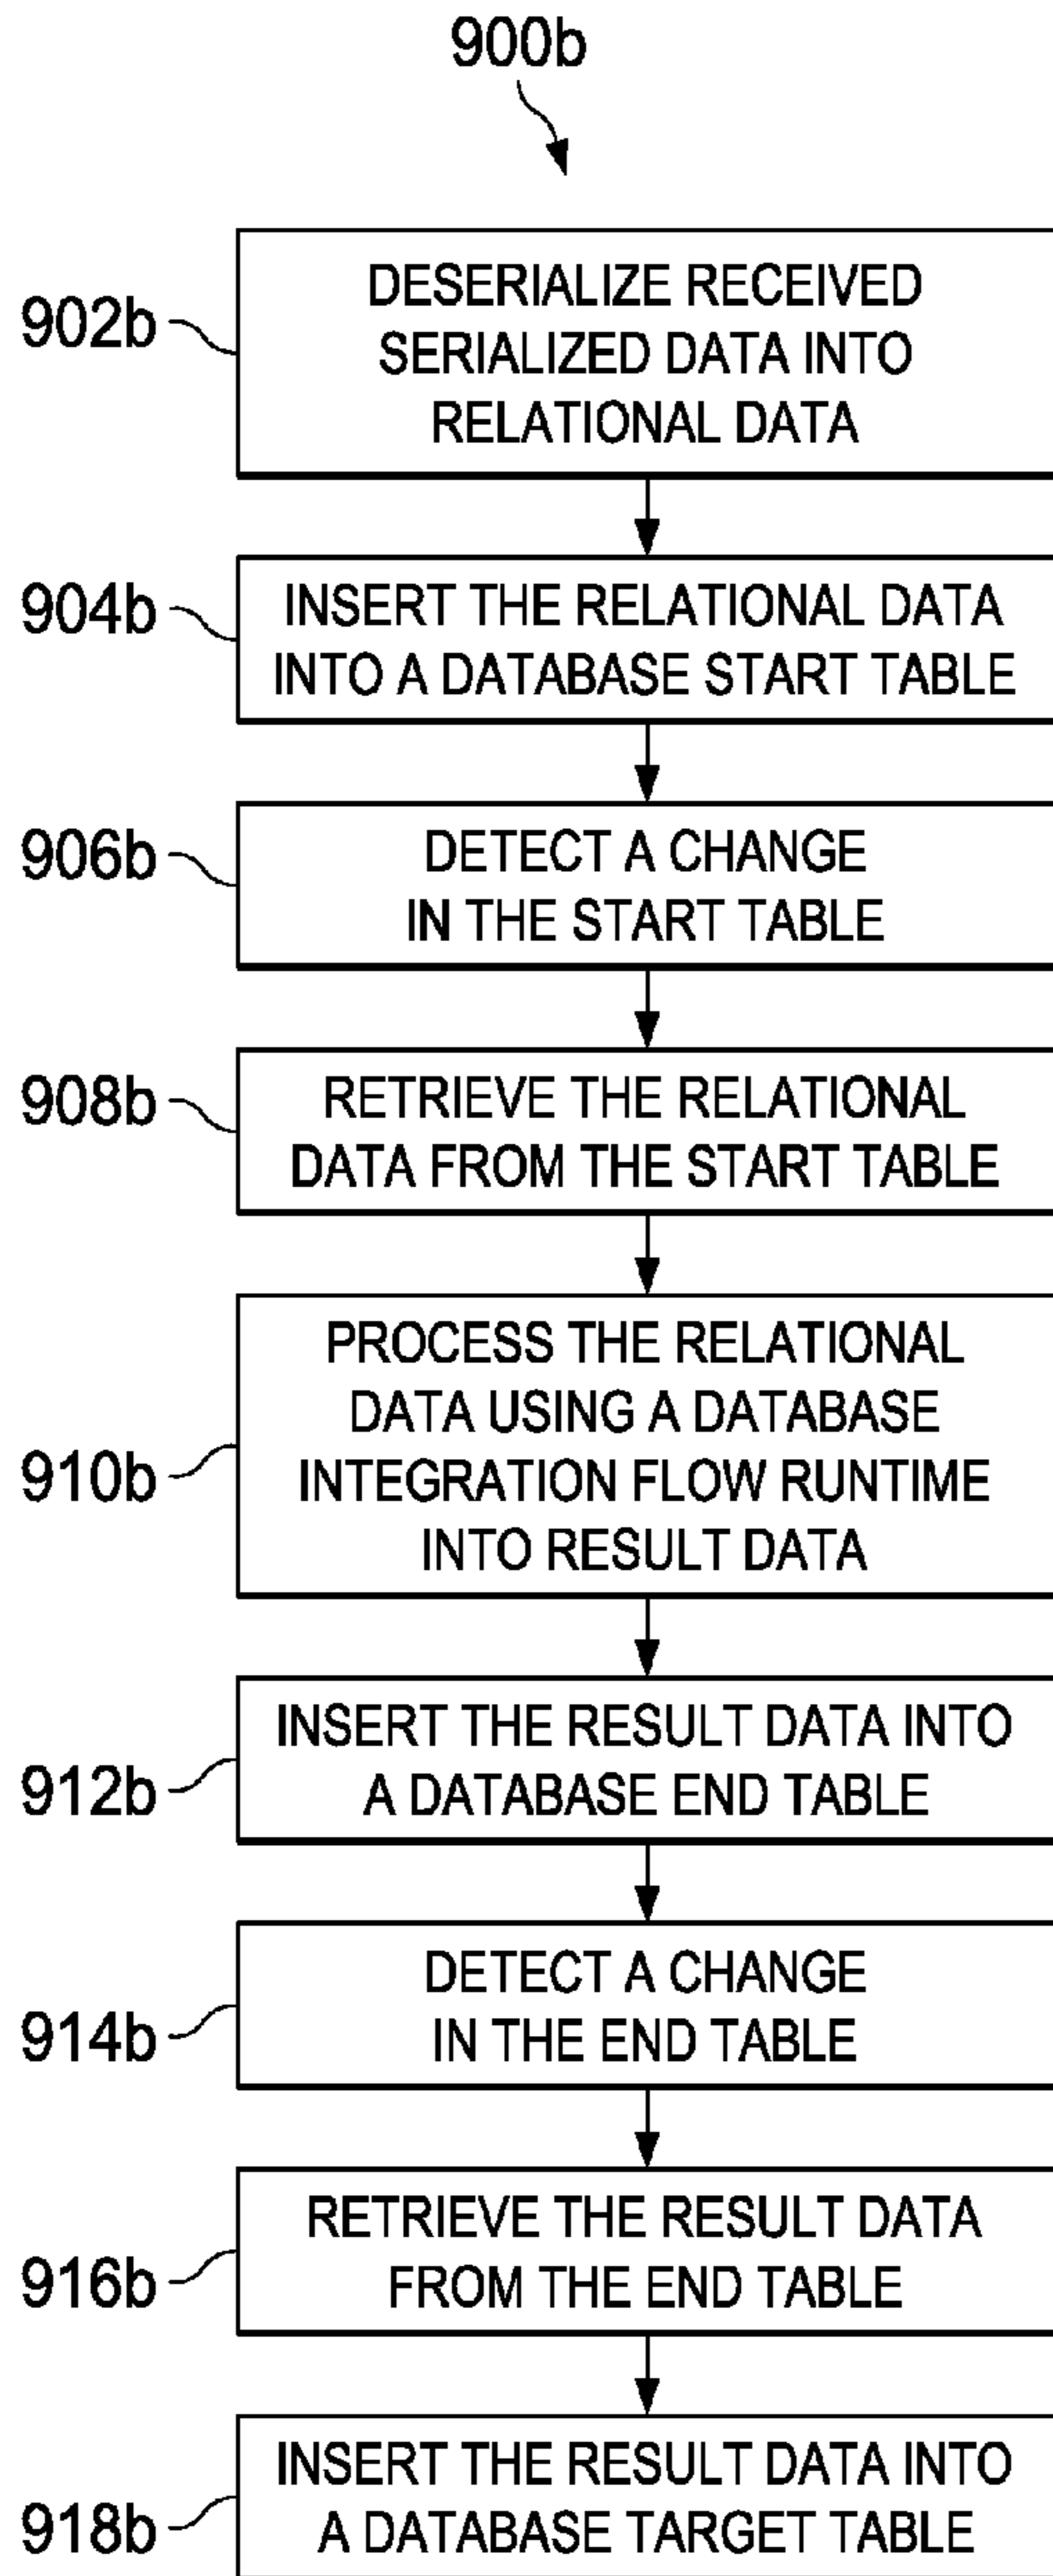 900b
902b
DESERIALIZE RECEIVED
SERIALIZED DATA INTO
RELATIONAL DATA
904b
INSERT THE RELATIONAL DATA
INTO A DATABASE START TABLE
906b
DETECT A CHANGE
IN THE START TABLE
908b
RETRIEVE THE RELATIONAL
DATA FROM THE START TABLE
910b
PROCESS THE RELATIONAL
DATA USING A DATABASE
INTEGRATION FLOW RUNTIME
INTO RESULT DATA
912b
INSERT THE RESULT DATA INTO
A DATABASE END TABLE
914b
DETECT A CHANGE
IN THE END TABLE
916b
RETRIEVE THE RESULT DATA
FROM THE END TABLE
918b
INSERT THE RESULT DATA INTO
A DATABASE TARGET TABLE